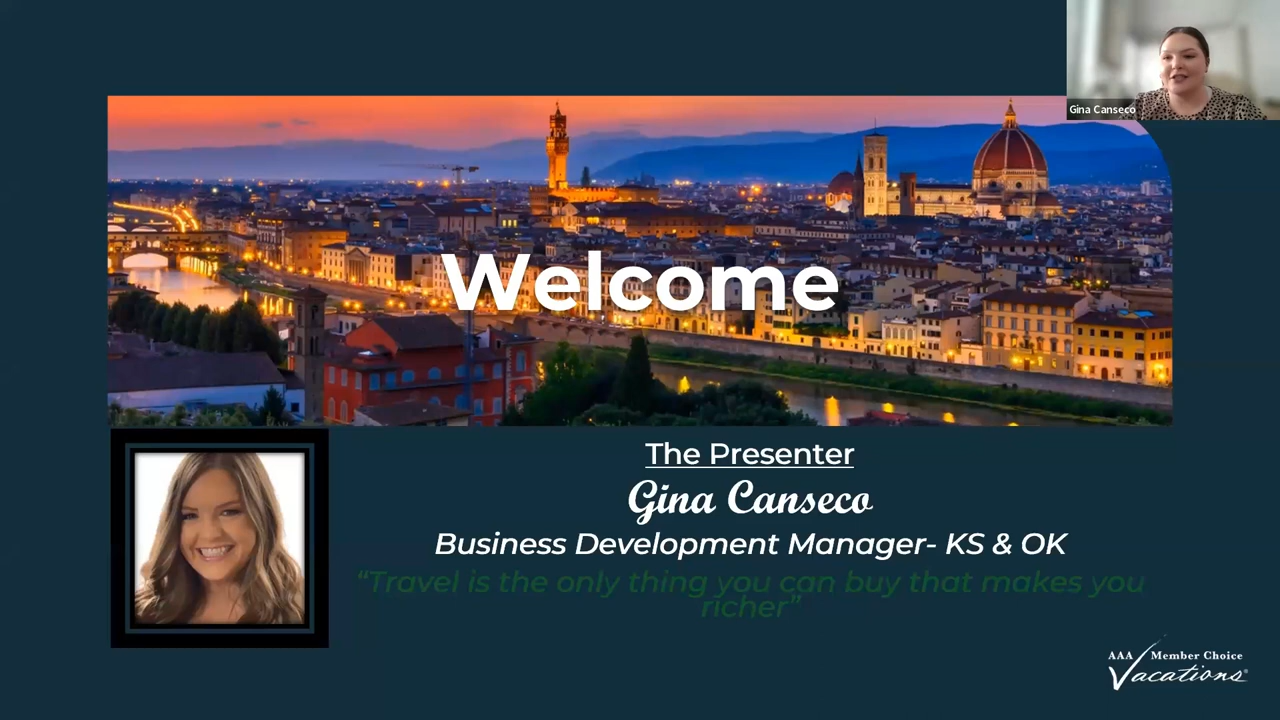 Gina Canseco
Welcome
The Presenter
Gina Canseco
Business Development Manager- KS & OK
“Travel is the only thing you can buy that makes you
richer”
AAA Member Choice
Vacations®